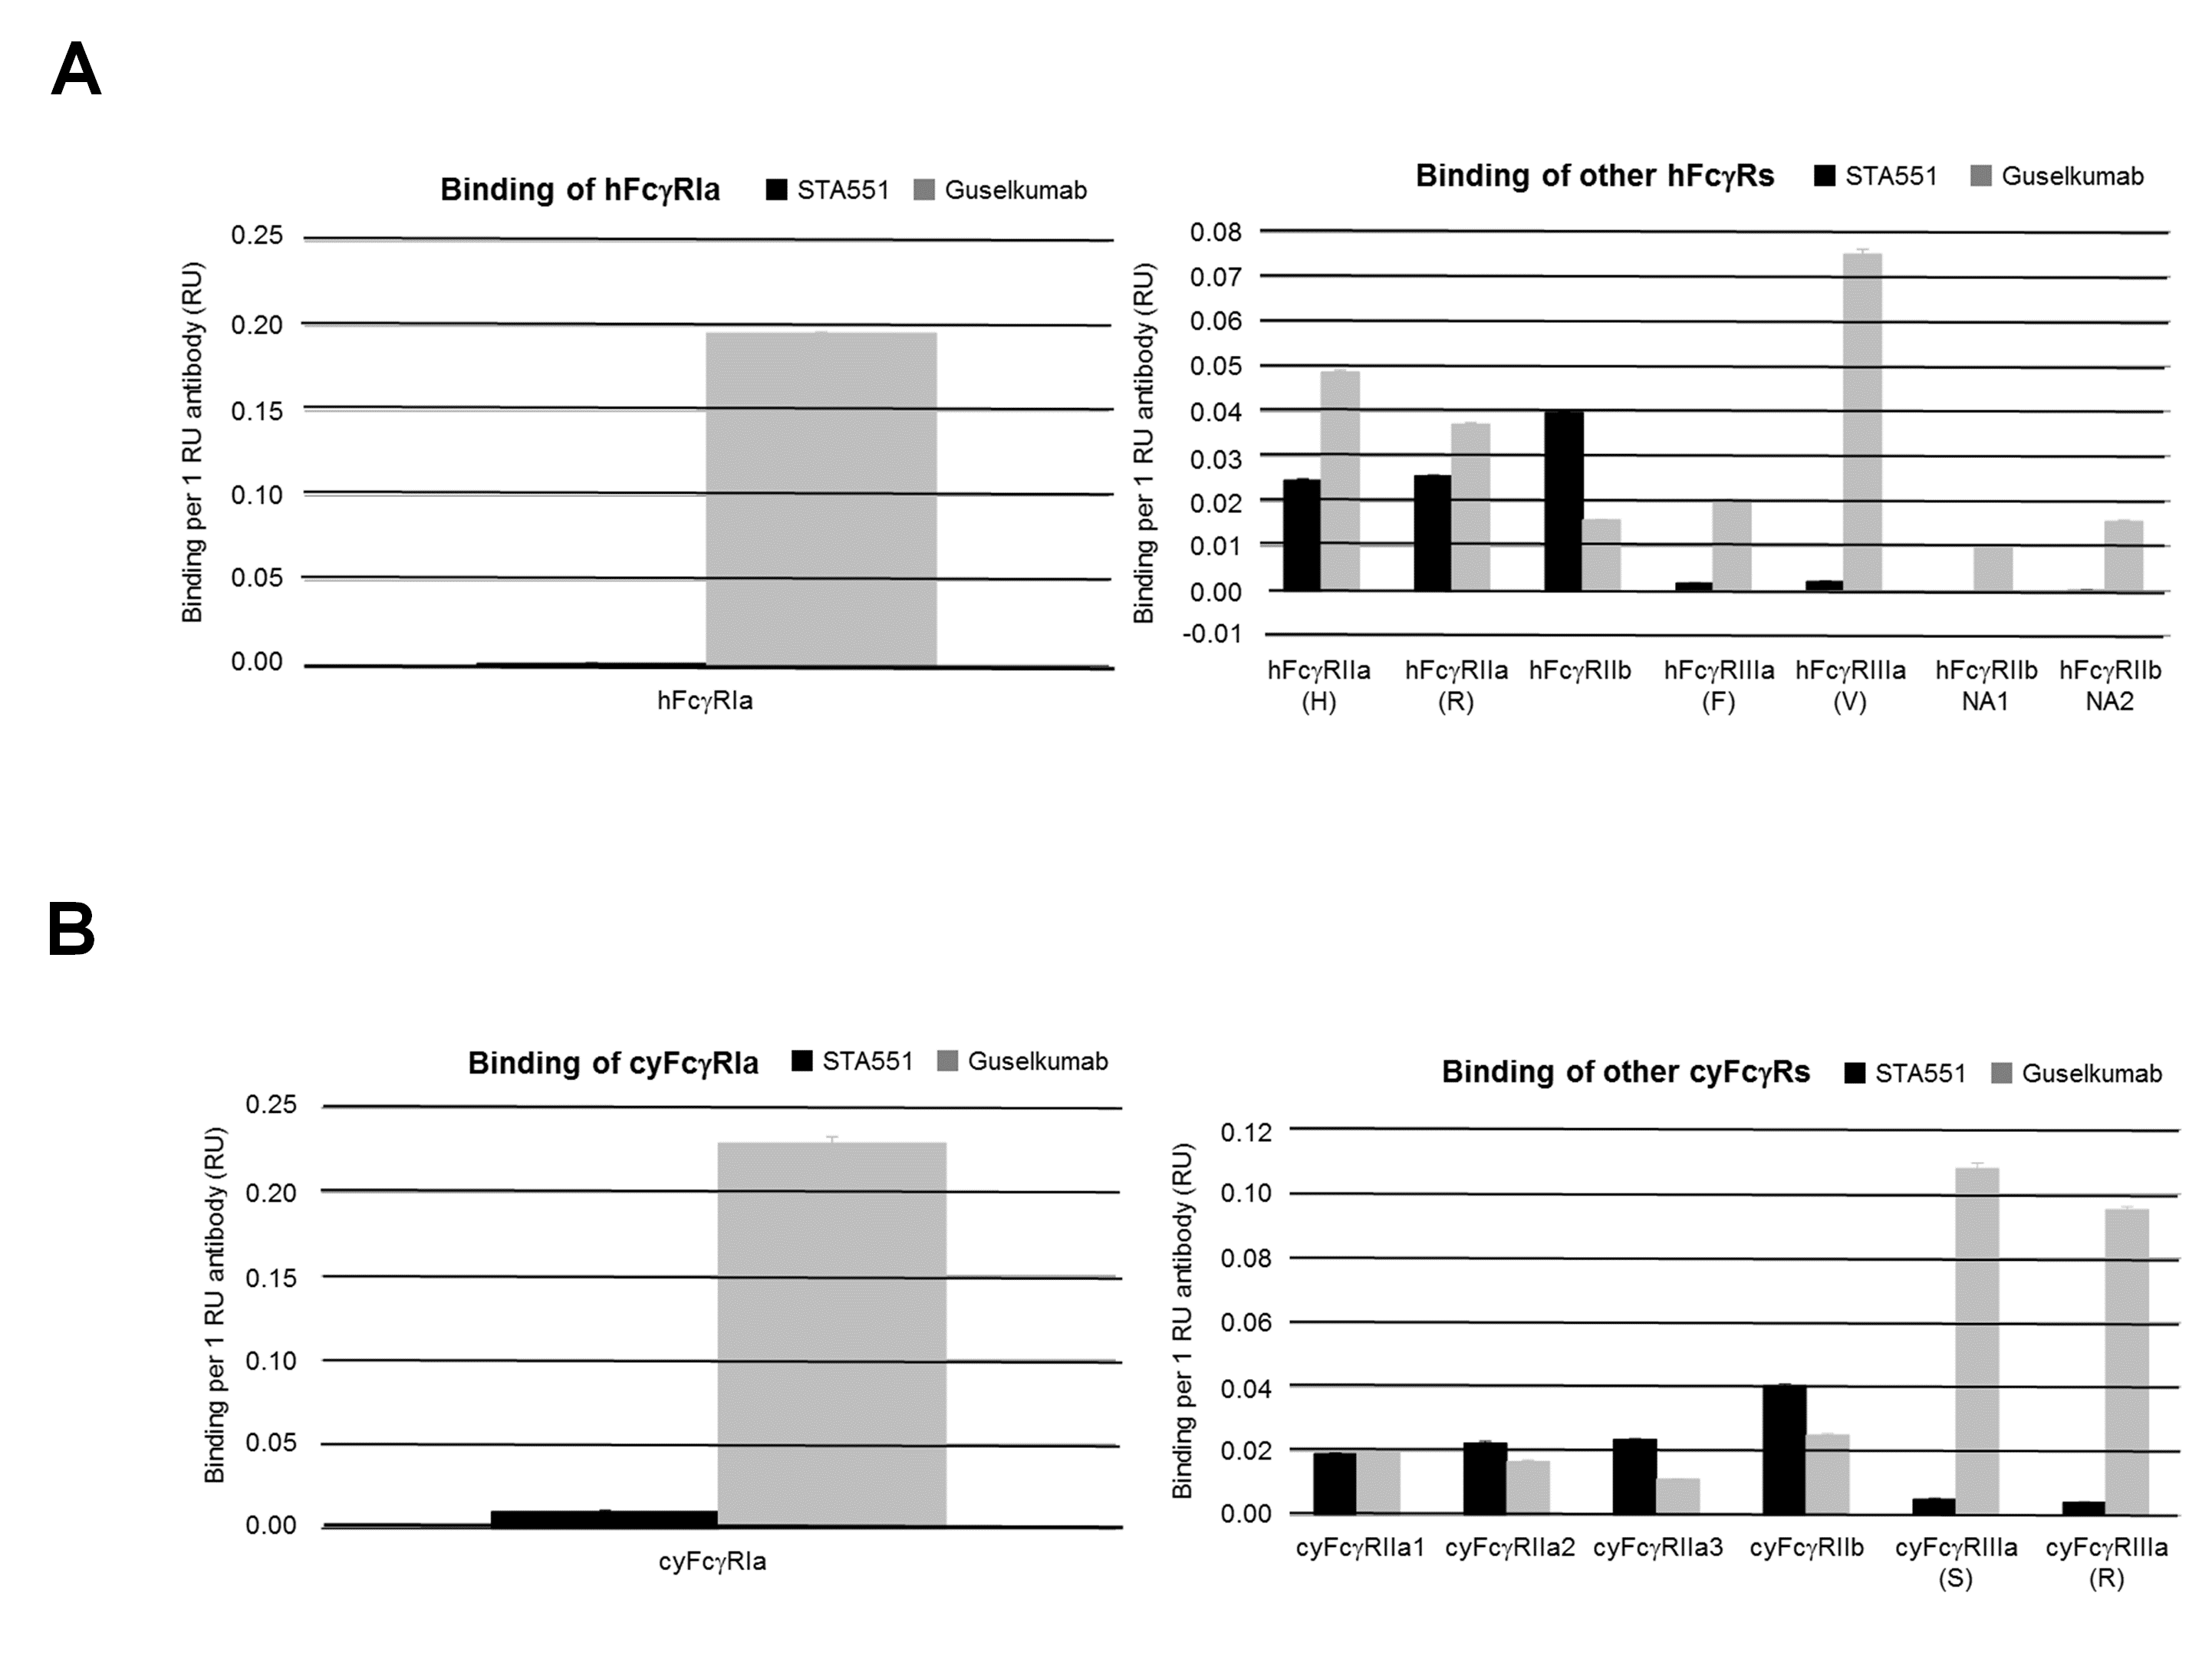 A
Binding of hFcγRIa STA551 Guselkumab
0.25
0.20
0.15
0.10
0.05
0.00
Binding per 1 RU antibody (RU)
hFcγRIa
Binding of other hFcγRs STA551 Guselkumab
0.08
0.07
0.06
0.05
0.04
0.03
0.02
0.01
0.00
-0.01
Binding per 1 RU antibody (RU)
hFcγRIIa hFcγRIIa hFcγRIIb hFcγRIIIa hFcγRIIIa hFcγRIIb hFcγRIIb
(H) (R) (F) (V) NA1 NA2
B
Binding of cyFcγRIa STA551 Guselkumab
0.25
0.20
0.15
0.10
0.05
0.00
Binding per 1 RU antibody (RU)
cyFcγRIa
Binding of other cyFcγRs STA551 Guselkumab
0.12
0.10
0.08
0.06
0.04
0.02
0.00
Binding per 1 RU antibody (RU)
cyFcγRIIa1 cyFcγRIIa2 cyFcγRIIa3 cyFcγRIIb cyFcγRIIIa cyFcγRIIIa
(S) (R)